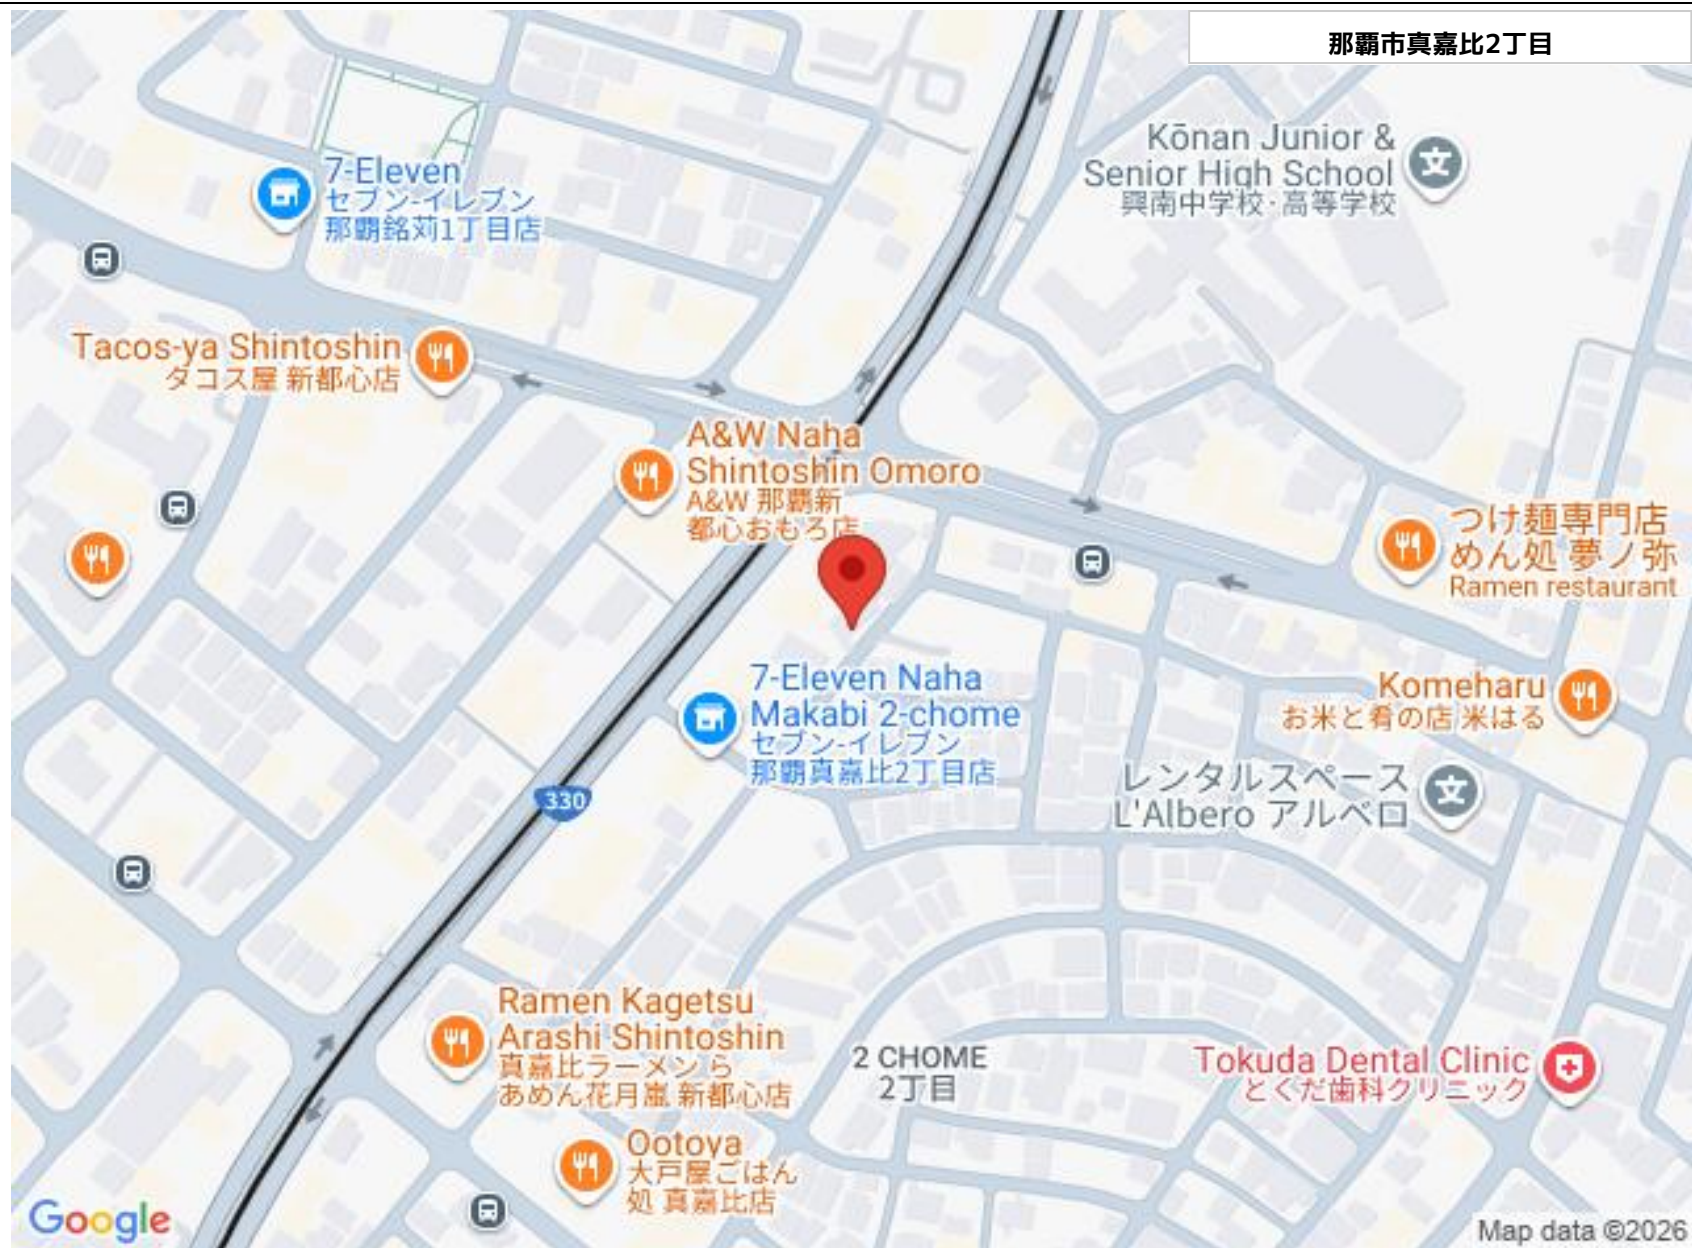 那覇市真嘉比2丁目
Kōnan Junior &
Senior High School
興南中学校·高等学校
7-Eleven
セブン-イレブン
那覇銘苅1丁目店
Tacos-ya Shintoshin
タコス屋 新都心店
A&W Naha
Shintoshin Omoro
A&W 那覇新
都心おもろ店
つけ麺専門店
めん処 夢ノ弥
Ramen restaurant
7-Eleven Naha
Makabi 2-chome
セブン-イレブン
那覇真嘉比2丁目店
Komeharu
お米と肴の店 米はる
レンタルスペース
L'Albero アルベロ
330
Ramen Kagetsu
Arashi Shintoshin
真嘉比ラーメン ら
あめん花月嵐 新都心店
2 CHOME
2丁目
Tokuda Dental Clinic
とくだ歯科クリニック
Ootoya
大戸屋ごはん
処 真嘉比店
Google
Map data ©2026